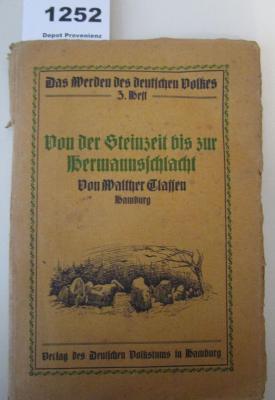 1252
Depot Provenienz
Das Werden des deutschen Volkes
3. Heft
Von der Steinzeit bis zur
Hermannsschlacht
Von Walther Classen
Hamburg
Verlag des Deutschen Volkstums in Hamburg